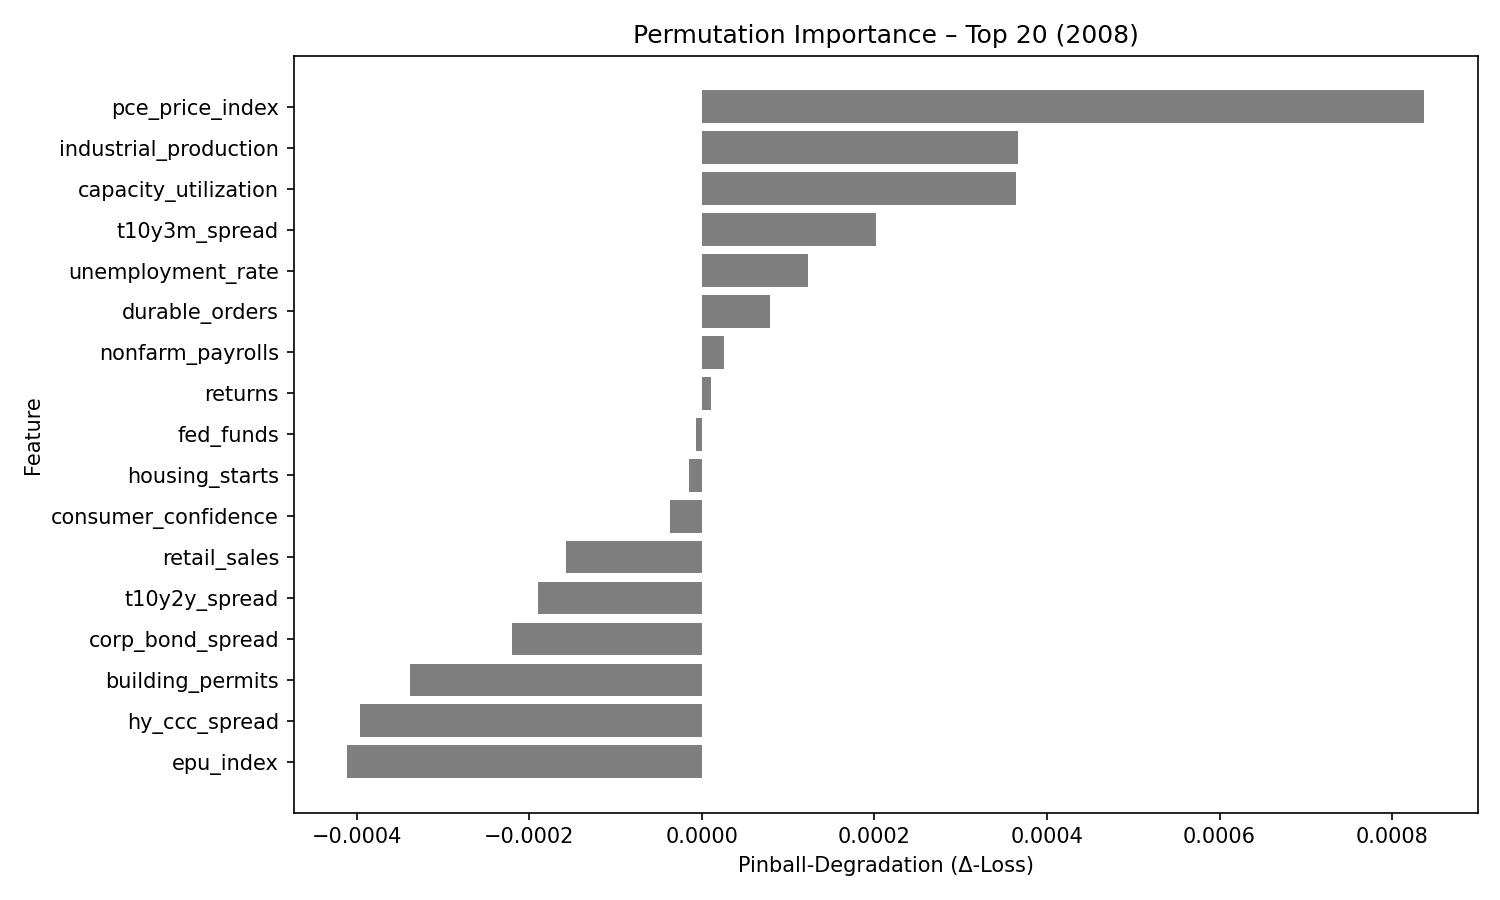 Permutation Importance – Top 20 (2008)
Feature
pce_price_index
industrial_production
capacity_utilization
t10y3m_spread
unemployment_rate
durable_orders
nonfarm_payrolls
returns
fed_funds
housing_starts
consumer_confidence
retail_sales
t10y2y_spread
corp_bond_spread
building_permits
hy_ccc_spread
epu_index
−0.0004 −0.0002 0.0000 0.0002 0.0004 0.0006 0.0008
Pinball-Degradation (Δ-Loss)